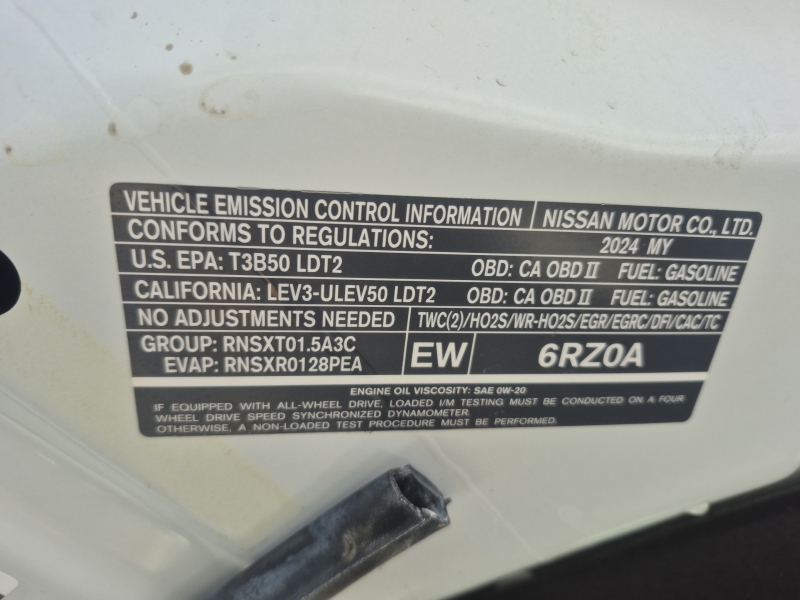 VEHICLE EMISSION CONTROL INFORMATION NISSAN MOTOR CO., LTD.
CONFORMS TO REGULATIONS: 2024 MY
U.S. EPA: T3B50 LDT2 OBD: CA OBD II FUEL: GASOLINE
CALIFORNIA: LEV3-ULEV50 LDT2 OBD: CA OBD II FUEL: GASOLINE
NO ADJUSTMENTS NEEDED TWC(2)/HO2S/WR-HO2S/EGR/EGRC/DFI/CAC/TC
GROUP: RNSXT01.5A3C
EVAP: RNSXR0128PEA
EW 6RZ0A
ENGINE OIL VISCOSITY: SAE 0W-20
IF EQUIPPED WITH ALL-WHEEL DRIVE, LOADED I/M TESTING MUST BE CONDUCTED ON A FOUR
WHEEL DRIVE SPEED SYNCHRONIZED DYNAMOMETER.
OTHERWISE, A NON-LOADED TEST PROCEDURE MUST BE PERFORMED.